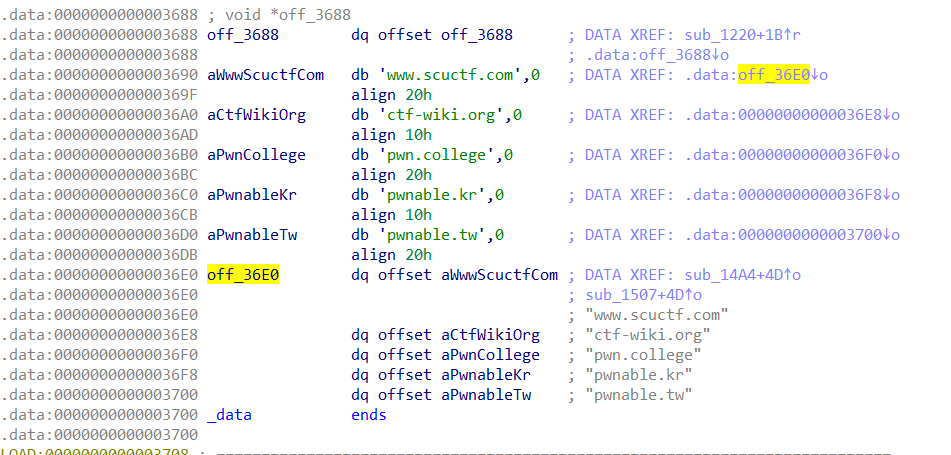 .data:0000000000003688 ; void *off_3688
.data:0000000000003688 off_3688 dq offset off_3688 ; DATA XREF: sub_1220+1B↑r
.data:0000000000003688 ; .data:off_3688↓o
.data:0000000000003690 aWwwScuctfCom db 'www.scuctf.com',0 ; DATA XREF: .data:off_36E0↓o
.data:000000000000369F align 20h
.data:00000000000036A0 aCtfWikiOrg db 'ctf-wiki.org',0 ; DATA XREF: .data:00000000000036E8↓o
.data:00000000000036AD align 10h
.data:00000000000036B0 aPwnCollege db 'pwn.college',0 ; DATA XREF: .data:00000000000036F0↓o
.data:00000000000036BC align 20h
.data:00000000000036C0 aPwnableKr db 'pwnable.kr',0 ; DATA XREF: .data:00000000000036F8↓o
.data:00000000000036CB align 10h
.data:00000000000036D0 aPwnableTw db 'pwnable.tw',0 ; DATA XREF: .data:0000000000003700↓o
.data:00000000000036DB align 20h
.data:00000000000036E0 off_36E0 dq offset aWwwScuctfCom ; DATA XREF: sub_14A4+4D↑o
.data:00000000000036E0 ; sub_1507+4D↑o
.data:00000000000036E0 ; "www.scuctf.com"
.data:00000000000036E8 dq offset aCtfWikiOrg ; "ctf-wiki.org"
.data:00000000000036F0 dq offset aPwnCollege ; "pwn.college"
.data:00000000000036F8 dq offset aPwnableKr ; "pwnable.kr"
.data:0000000000003700 dq offset aPwnableTw ; "pwnable.tw"
.data:0000000000003700 _data ends
.data:0000000000003700
LOAD:0000000000003708 ; ===========================================================================